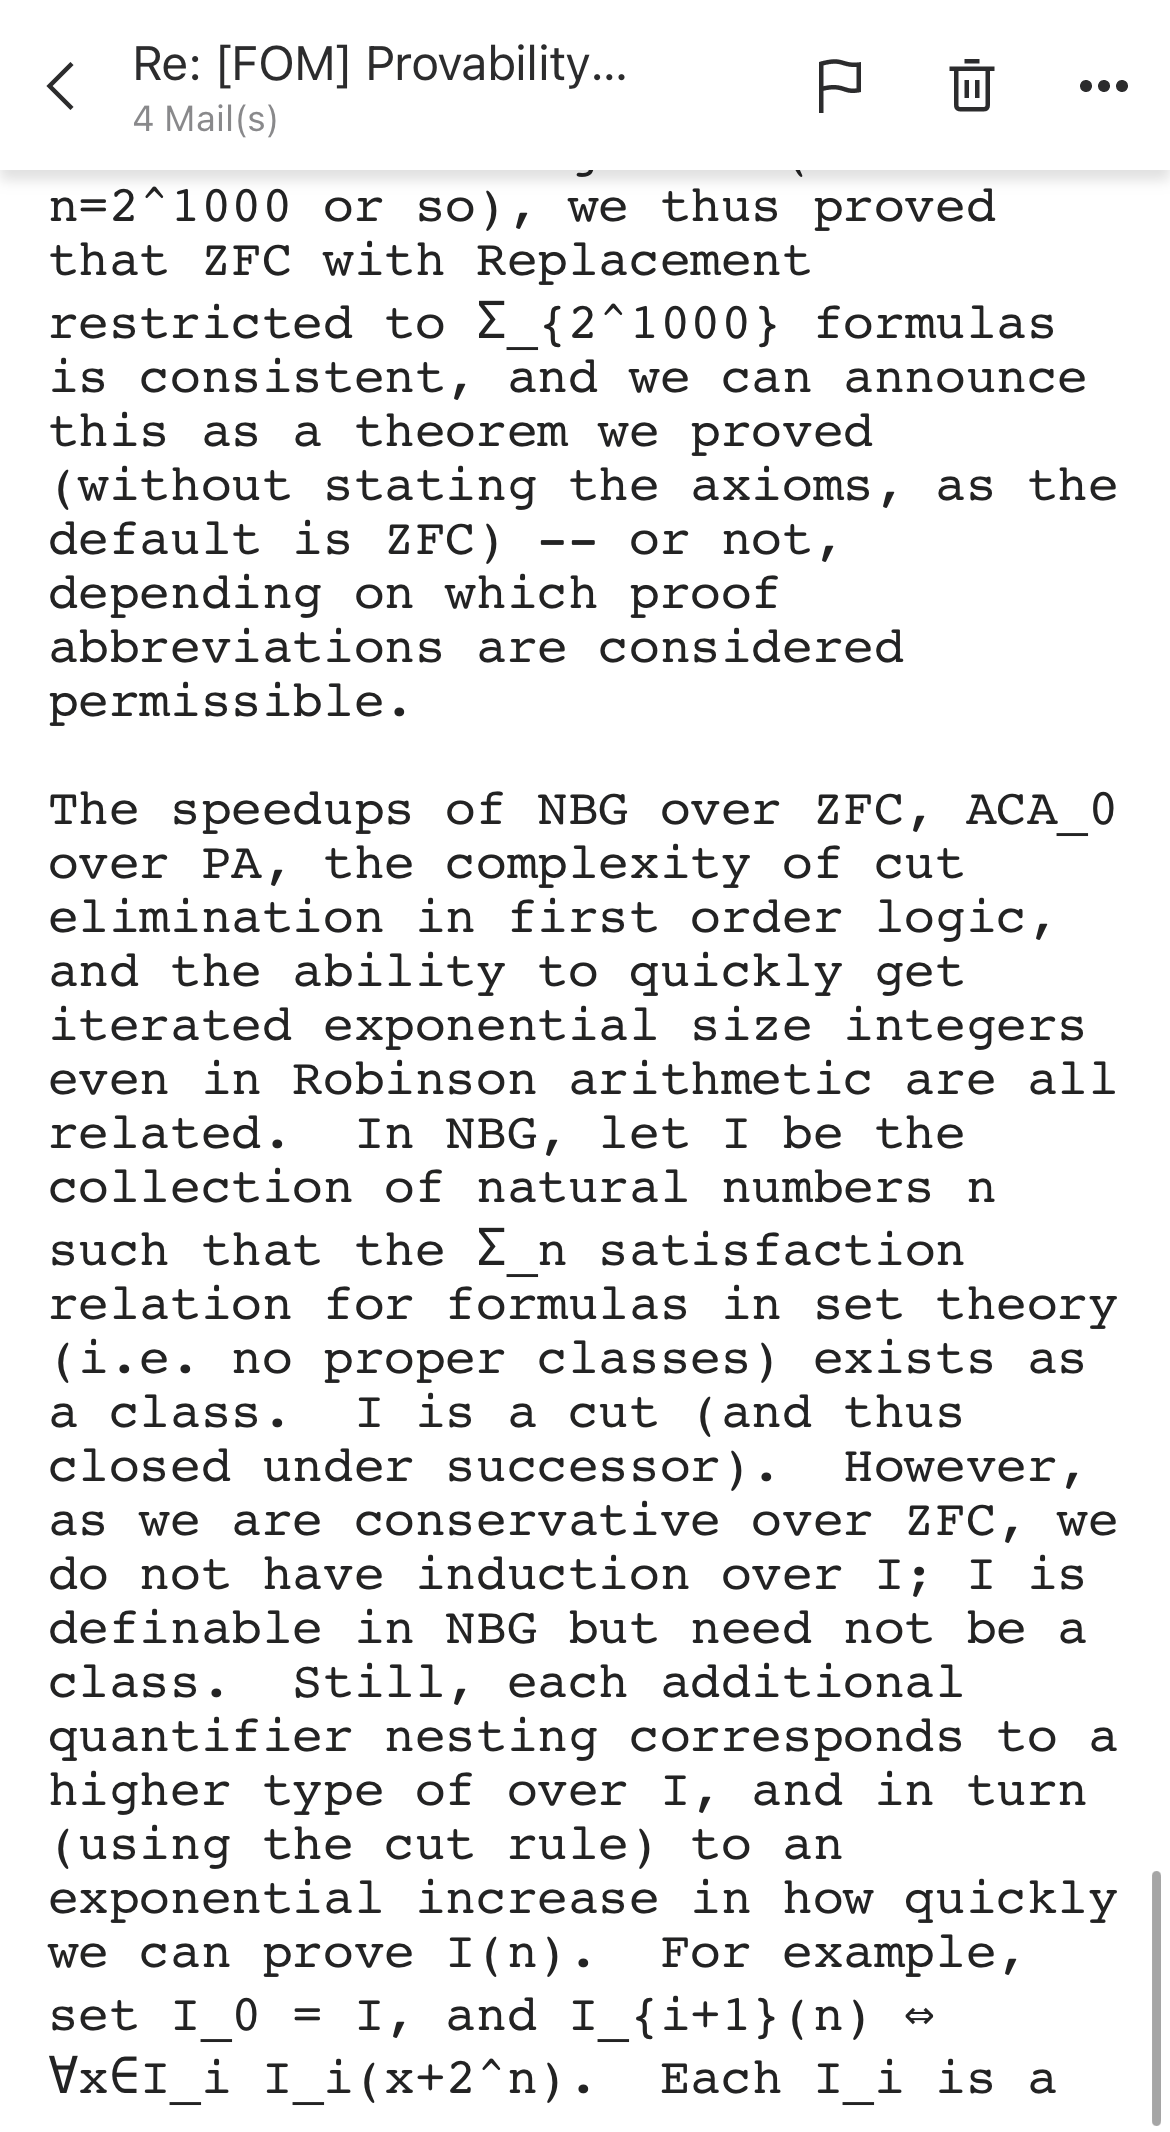 Re: [FOM] Provability...
4 Mail(s)
n=2^1000 or so), we thus proved
that ZFC with Replacement
restricted to Σ_{2^1000} formulas
is consistent, and we can announce
this as a theorem we proved
(without stating the axioms, as the
default is ZFC) -- or not,
depending on which proof
abbreviations are considered
permissible.
The speedups of NBG over ZFC, ACA_0
over PA, the complexity of cut
elimination in first order logic,
and the ability to quickly get
iterated exponential size integers
even in Robinson arithmetic are all
related.  In NBG, let I be the
collection of natural numbers n
such that the Σ_n satisfaction
relation for formulas in set theory
(i.e. no proper classes) exists as
a class.  I is a cut (and thus
closed under successor).  However,
as we are conservative over ZFC, we
do not have induction over I; I is
definable in NBG but need not be a
class.  Still, each additional
quantifier nesting corresponds to a
higher type of over I, and in turn
(using the cut rule) to an
exponential increase in how quickly
we can prove I(n).  For example,
set I_0 = I, and I_{i+1}(n) ⇔
∀x∈I_i I_i(x+2^n).  Each I_i is a